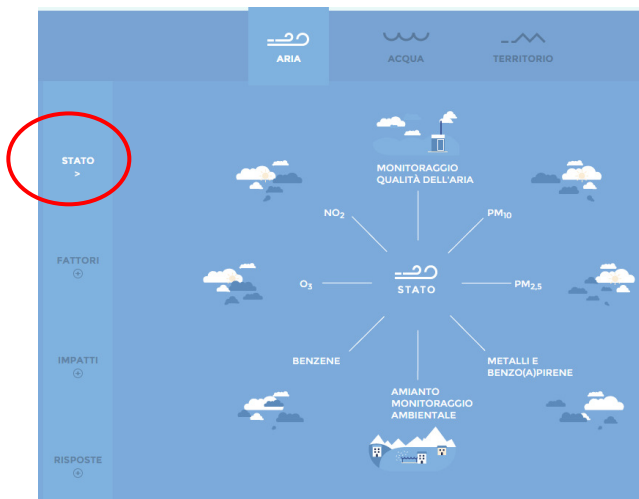 ARIA
ACQUA
TERRITORIO
STATO
>
FATTORI
IMPATTI
RISPOSTE
MONITORAGGIO
QUALITÀ DELL'ARIA
NO₂
PM₁₀
O₃
STATO
PM₂,₅
BENZENE
METALLI E
BENZO(A)PIRENE
AMIANTO
MONITORAGGIO
AMBIENTALE